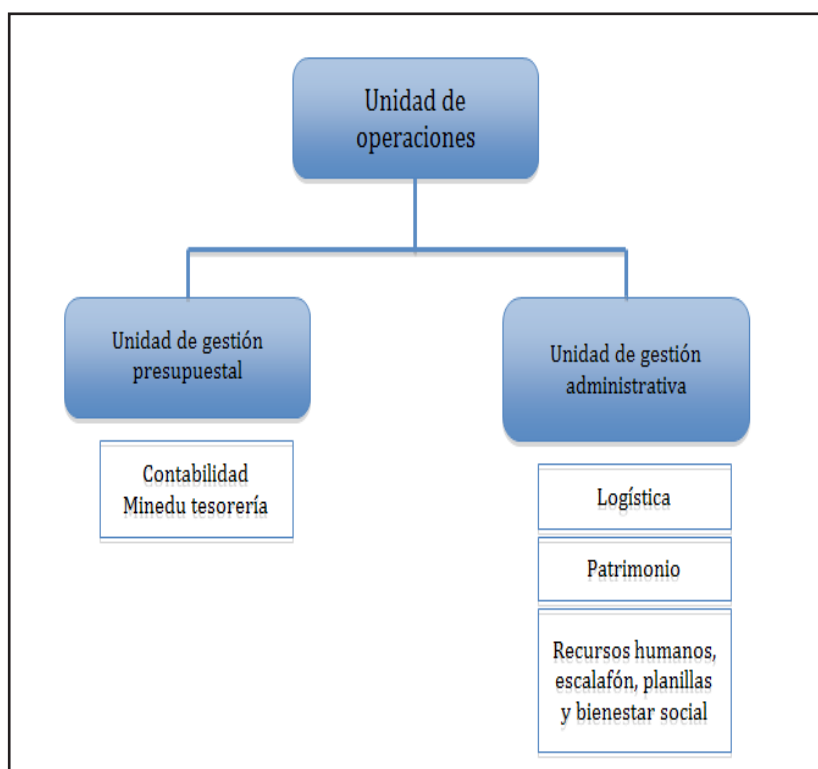 Unidad de
operaciones
Unidad de gestión
presupuestal
Contabilidad
Minedu tesorería
Unidad de gestión
administrativa
Logística
Patrimonio
Recursos humanos,
escalafón, planillas
y bienestar social